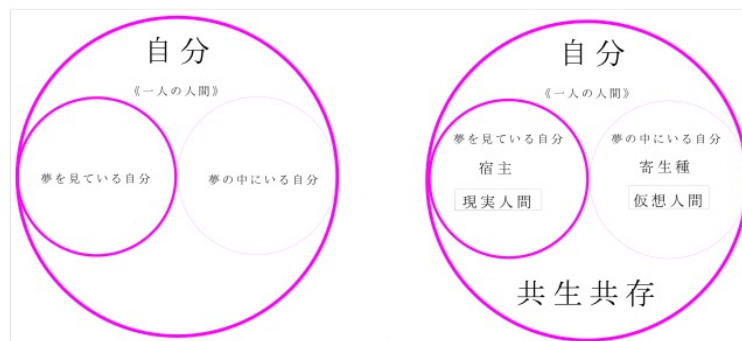 自分
《一人の人間》
夢を見ている自分
夢の中にいる自分
自分
《一人の人間》
夢を見ている自分
宿主
現実人間
夢の中にいる自分
寄生種
仮想人間
共生共存